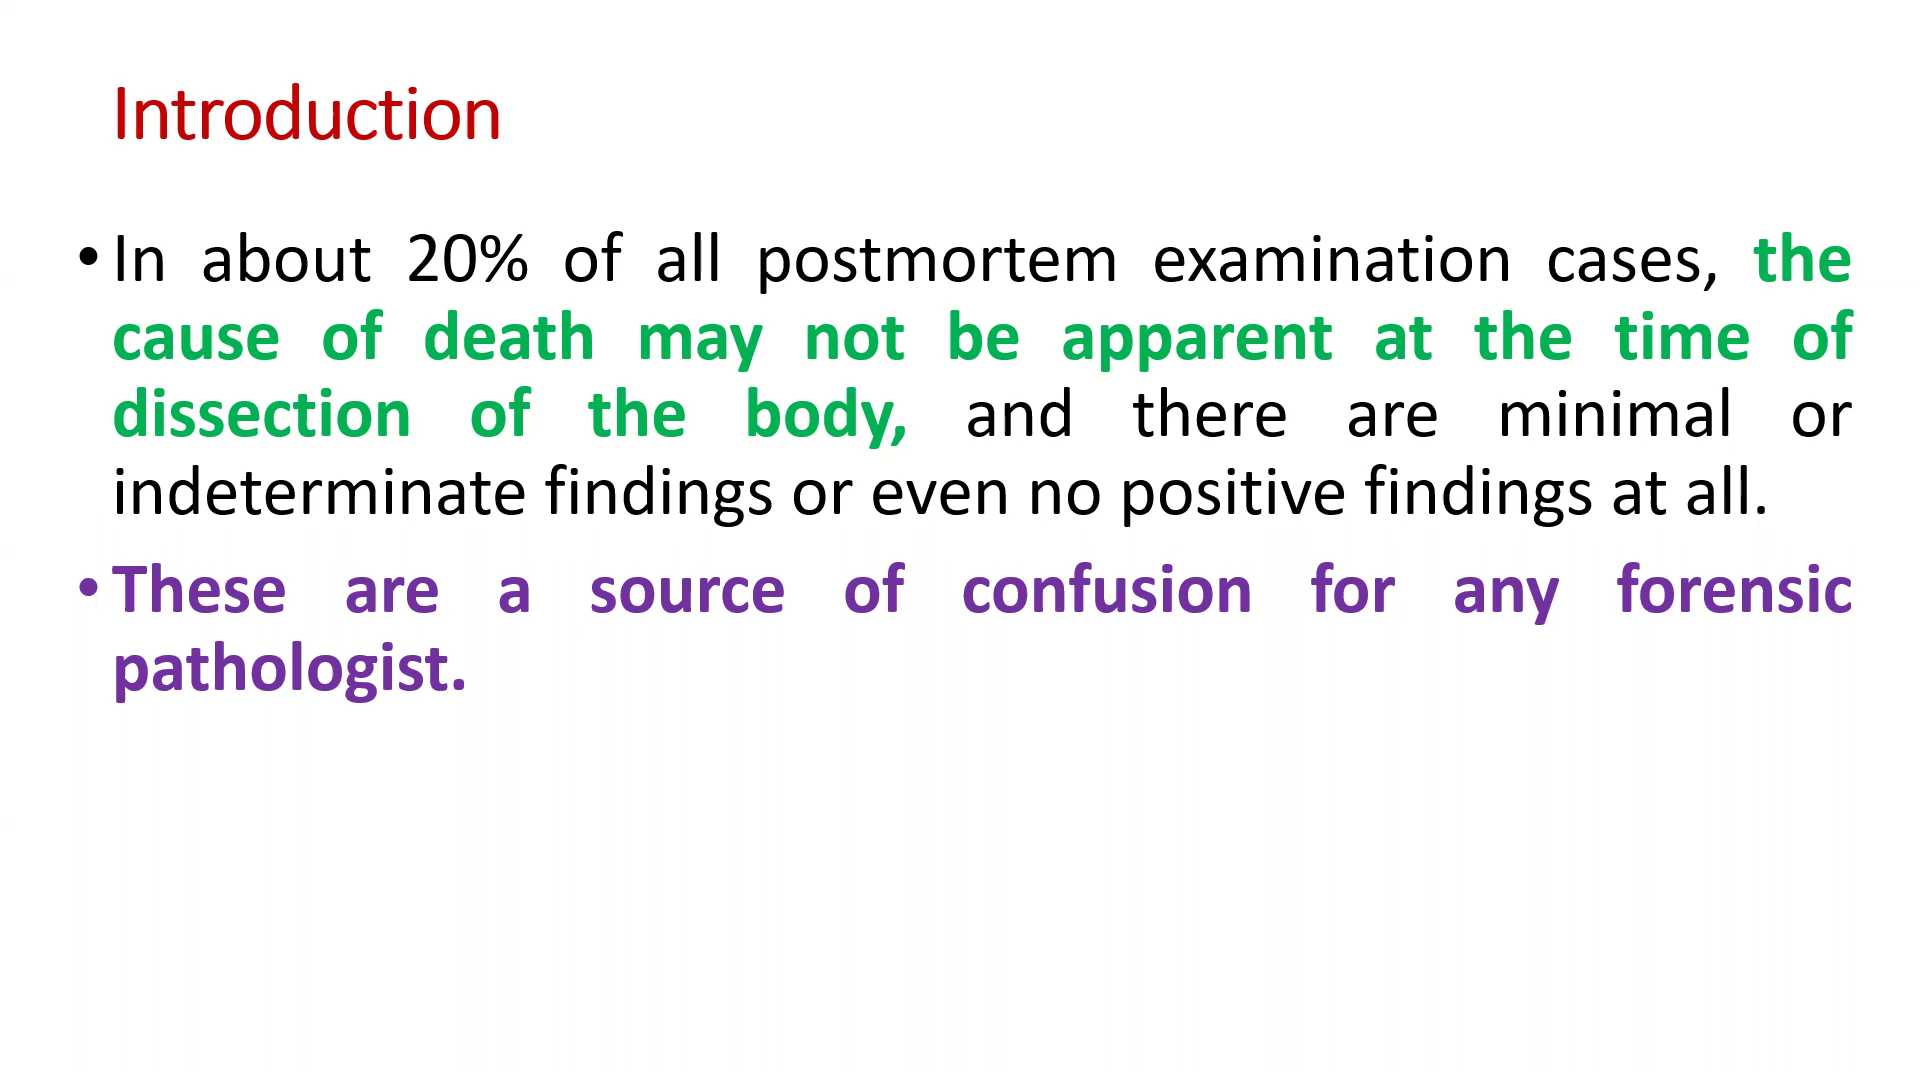 Introduction
• In about 20% of all postmortem examination cases, the
cause of death may not be apparent at the time of
dissection of the body, and there are minimal or
indeterminate findings or even no positive findings at all.
• These are a source of confusion for any forensic
pathologist.